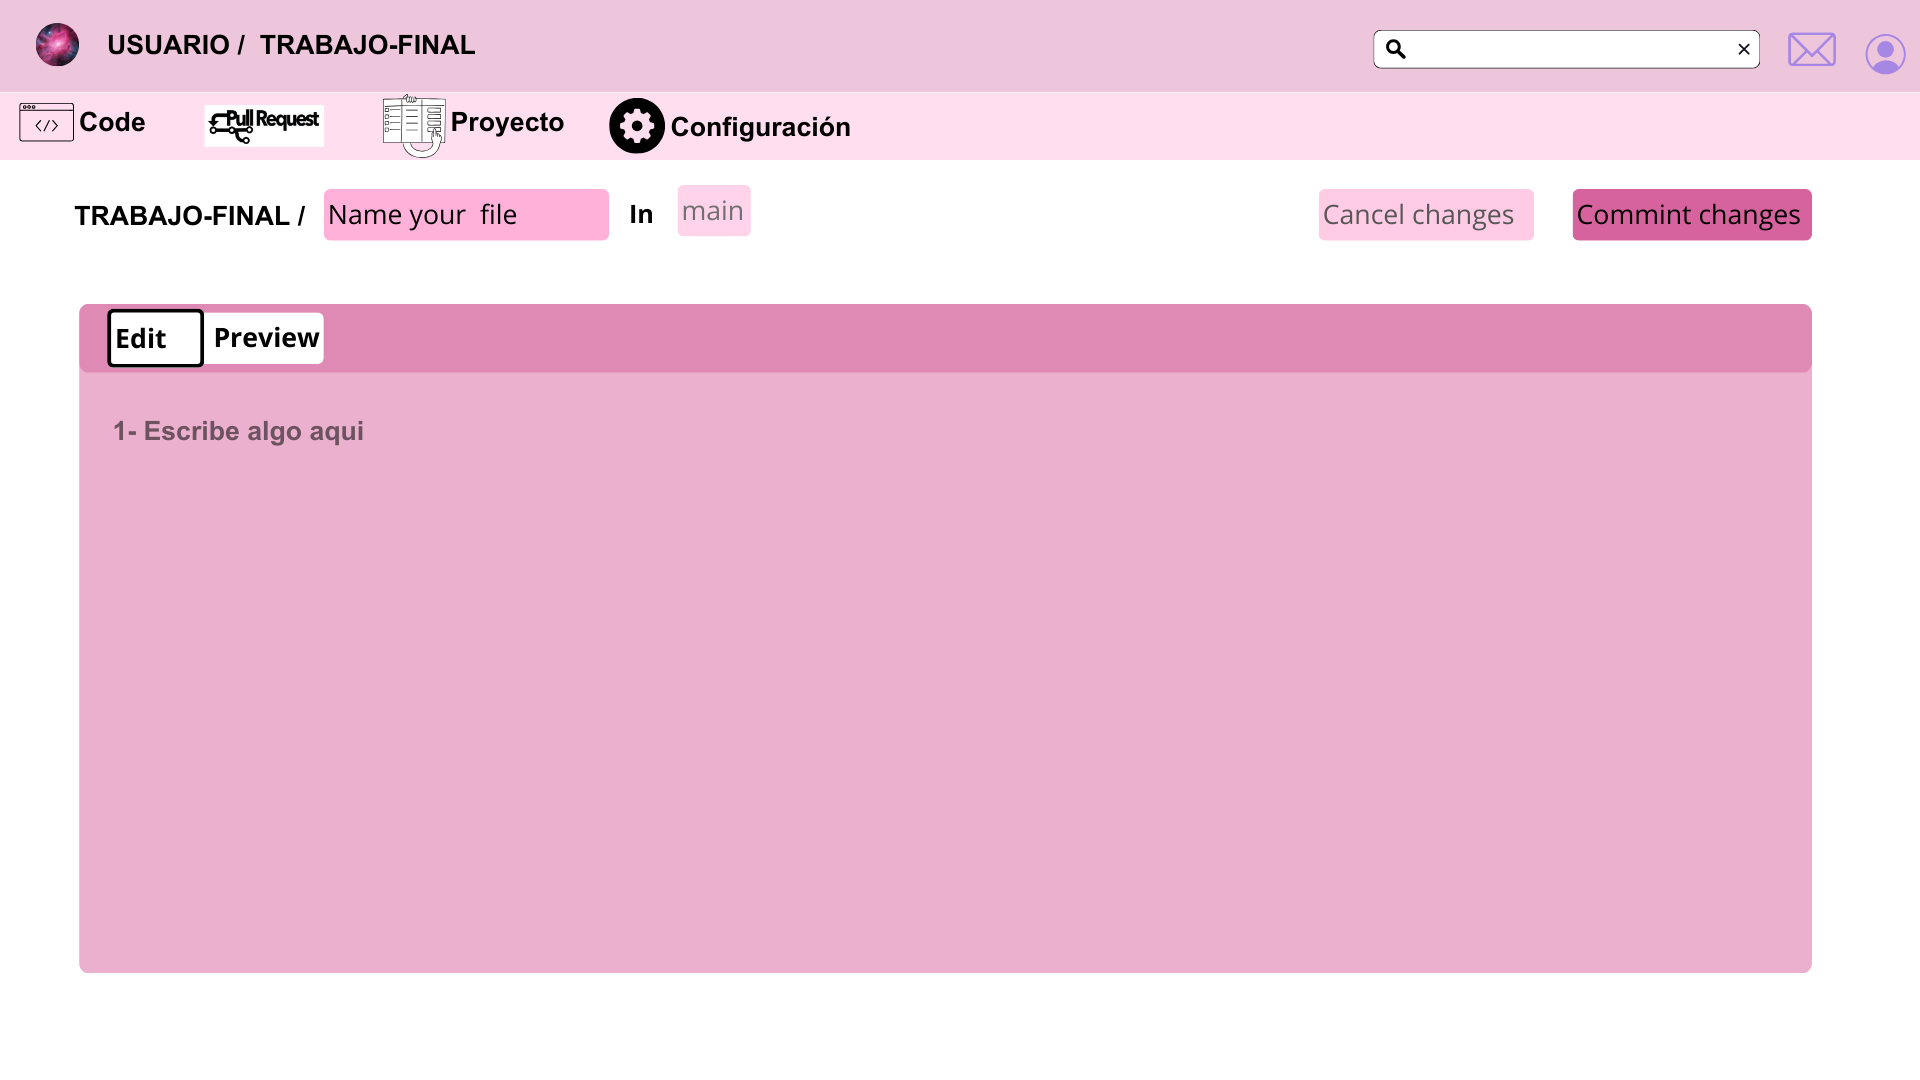 USUARIO / TRABAJO-FINAL
Code Pull Request Proyecto Configuración
TRABAJO-FINAL / Name your file In main Cancel changes Commint changes
Edit Preview
1- Escribe algo aqui